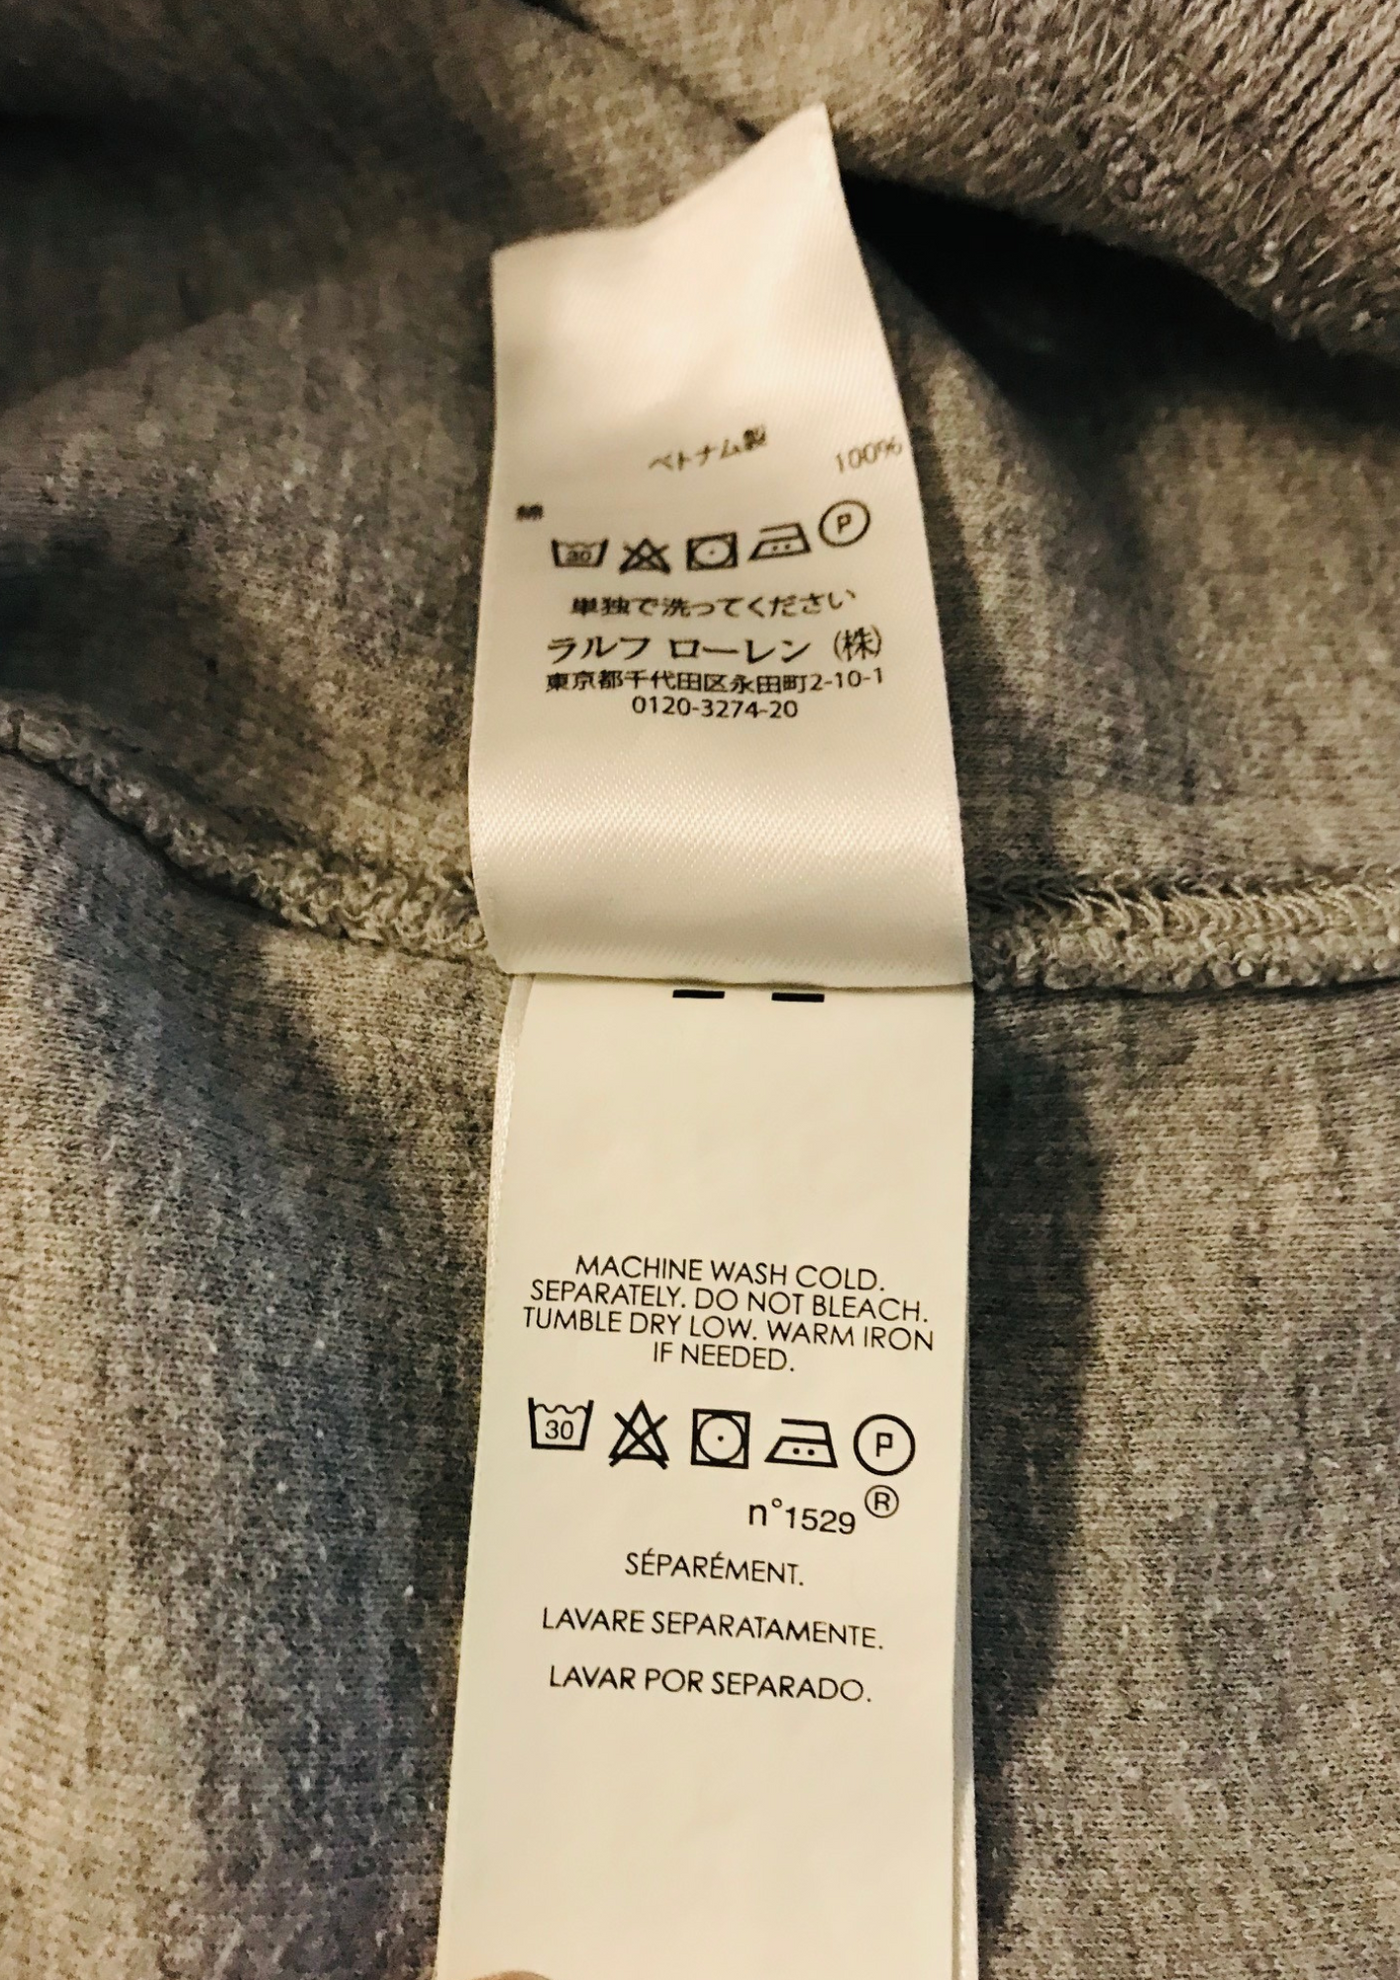 ベトナム製
綿 100%
30 P
単独で洗ってください
ラルフ ローレン (株)
東京都千代田区永田町2-10-1
0120-3274-20
MACHINE WASH COLD.
SEPARATELY. DO NOT BLEACH.
TUMBLE DRY LOW. WARM IRON
IF NEEDED.
30 P
n°1529 ®
SÉPARÉMENT.
LAVARE SEPARATAMENTE.
LAVAR POR SEPARADO.